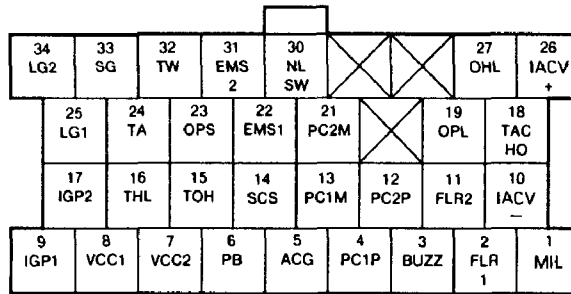 34 33 32 31 30 27 26
LG2 SG TW EMS 2 NL SW OHL IACV +
25 24 23 22 21 19 18
LG1 TA OPS EMS1 PC2M OPL TAC HO
17 16 15 14 13 12 11 10
IGP2 THL TOH SCS PC1M PC2P FLR2 IACV −
9 8 7 6 5 4 3 2 1
IGP1 VCC1 VCC2 PB ACG PC1P BUZZ FLR 1 MIL